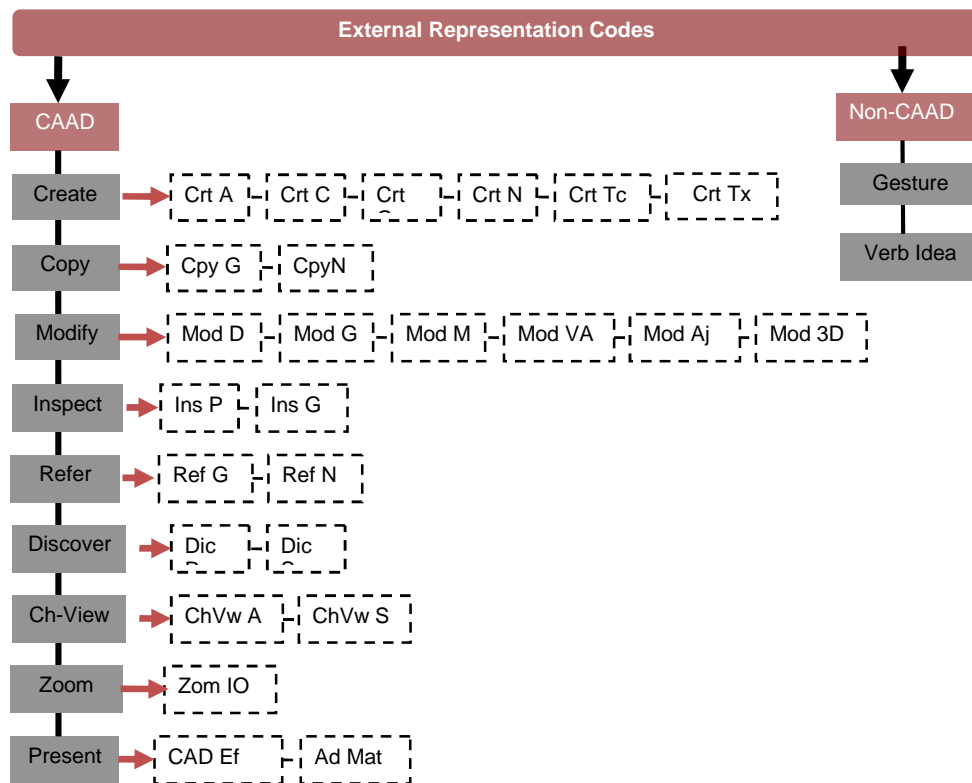 External Representation Codes
CAAD
Non-CAAD
Create
Crt A
Crt C
Crt
Crt N
Crt Tc
Crt Tx
Gesture
Copy
Cpy G
CpyN
Verb Idea
Modify
Mod D
Mod G
Mod M
Mod VA
Mod Aj
Mod 3D
Inspect
Ins P
Ins G
Refer
Ref G
Ref N
Discover
Dic
Dic
Ch-View
ChVw A
ChVw S
Zoom
Zom IO
Present
CAD Ef
Ad Mat